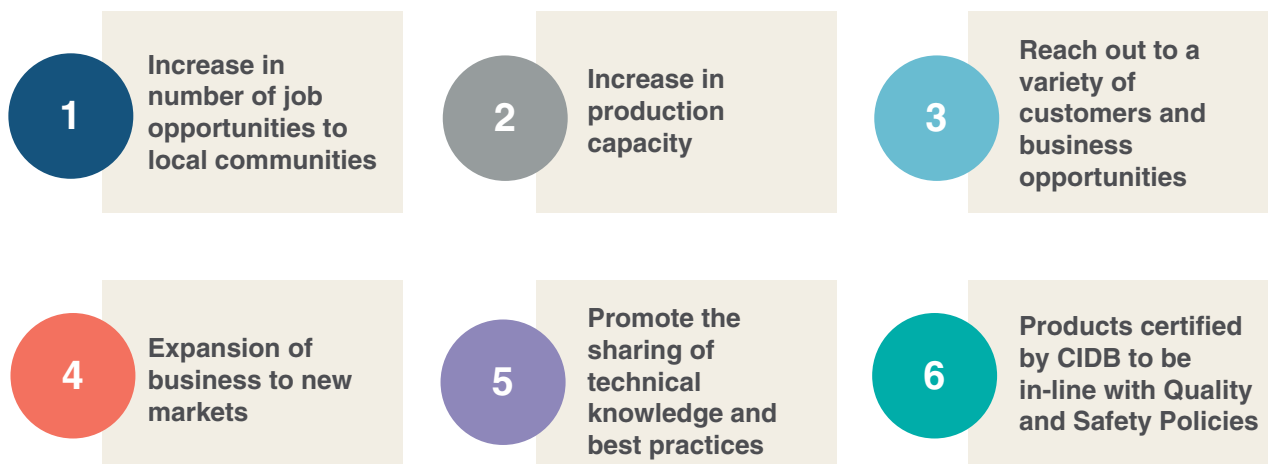 1
Increase in
number of job
opportunities to
local communities
2
Increase in
production
capacity
3
Reach out to a
variety of
customers and
business
opportunities
4
Expansion of
business to new
markets
5
Promote the
sharing of
technical
knowledge and
best practices
6
Products certified
by CIDB to be
in-line with Quality
and Safety Policies